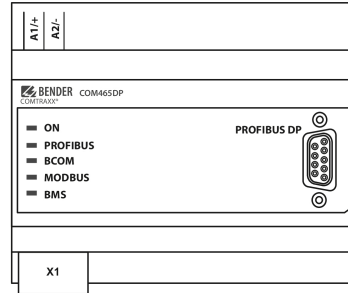 A1/+
A2/-
BENDER COM465DP
COMTRAXX®
ON
PROFIBUS
BCOM
MODBUS
BMS
PROFIBUS DP
X1